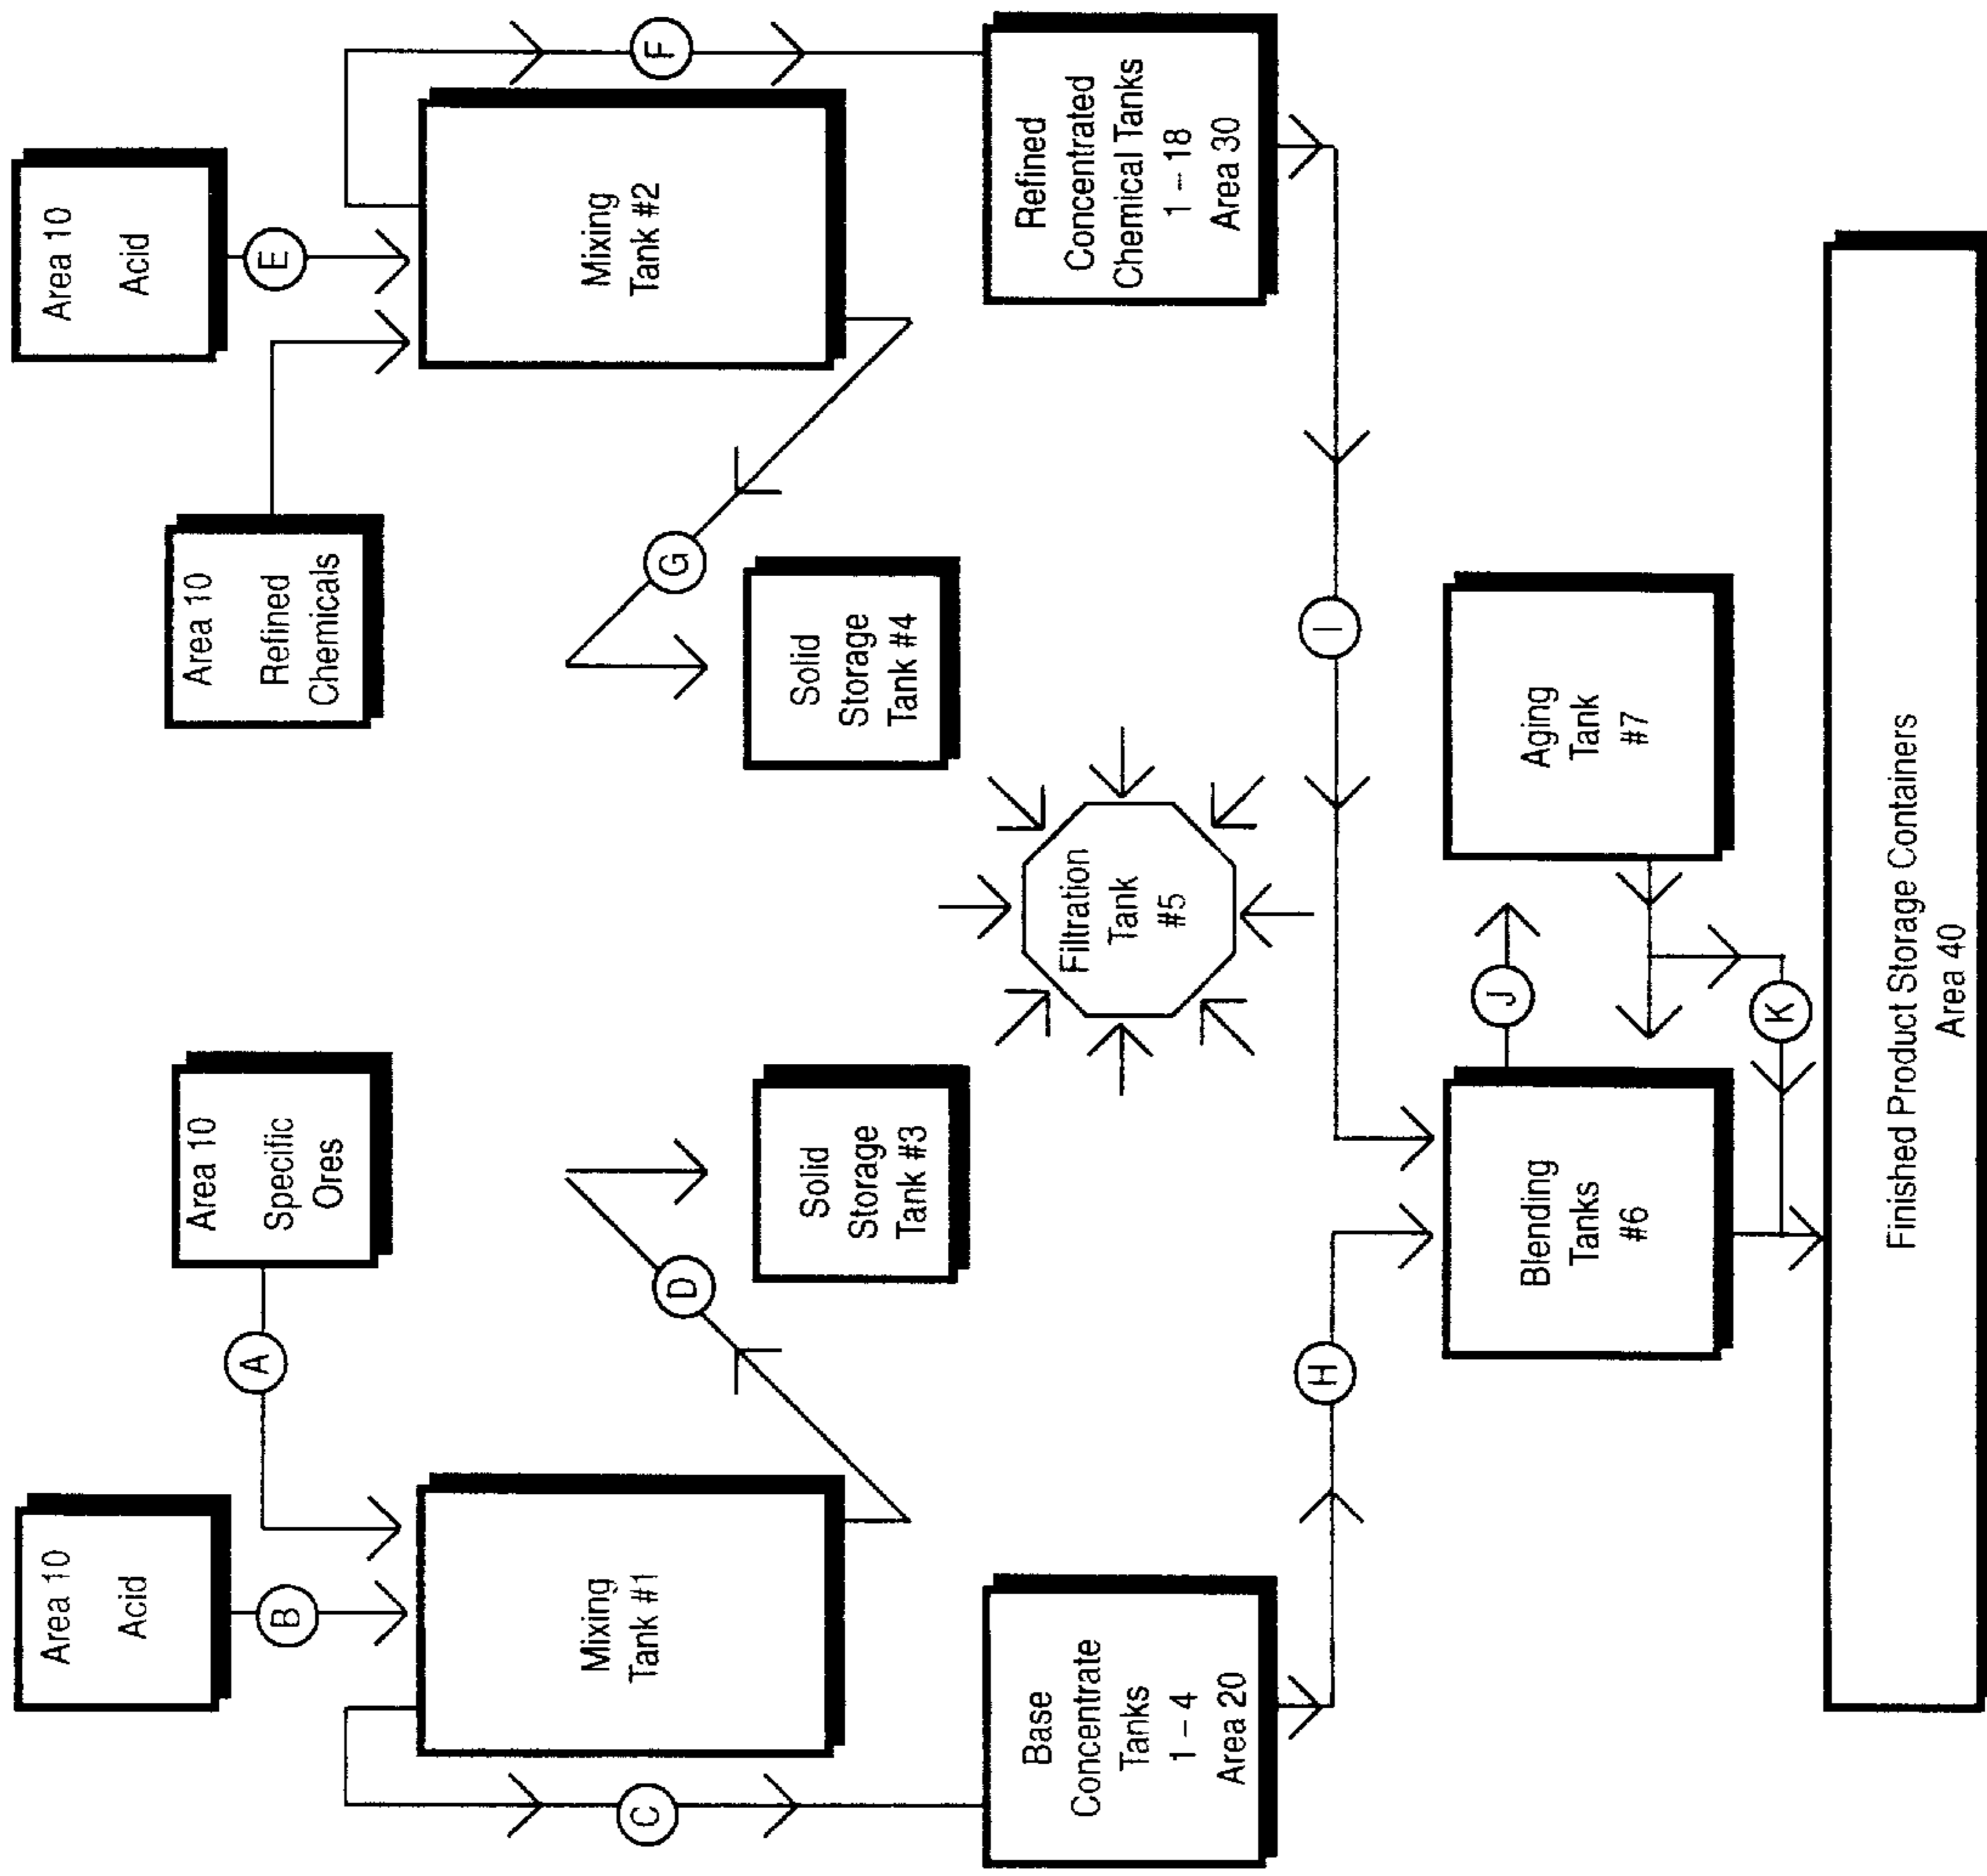 Area 10
Acid
Area 10
Acid
B
A
Area 10
Specific
Ores
Area 10
Refined
Chemicals
E
Mixing
Tank #1
Mixing
Tank #2
C
D
G
F
Solid
Storage
Tank #3
Solid
Storage
Tank #4
Base
Concentrate
Tanks
1 – 4
Area 20
Filtration
Tank
#5
Refined
Concentrated
Chemical Tanks
1 – 18
Area 30
H
I
Blending
Tanks
#6
J
Aging
Tank
#7
K
Finished Product Storage Containers
Area 40